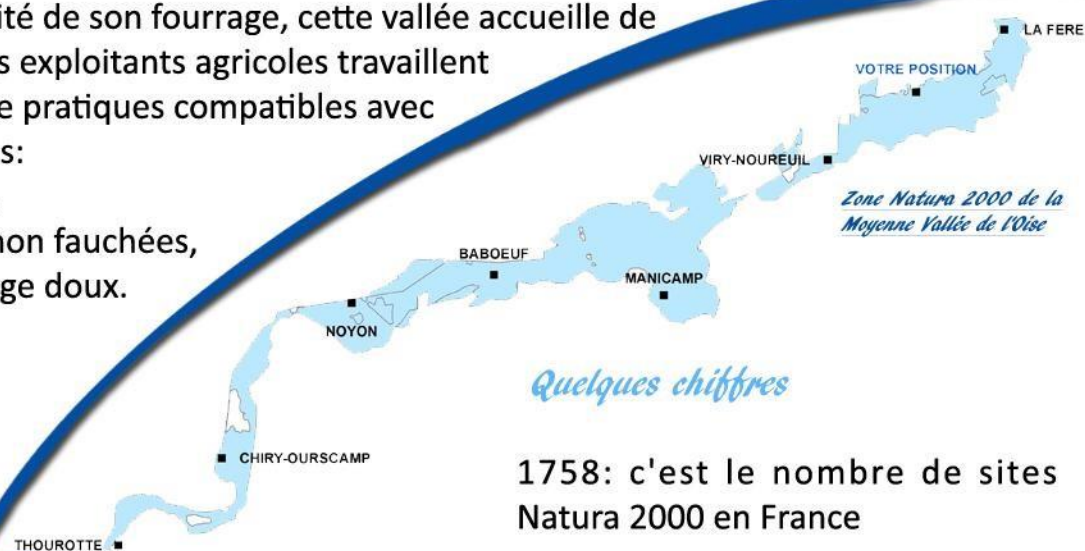 ité de son fourrage, cette vallée accueille de
s exploitants agricoles travaillent
e pratiques compatibles avec
s:
non fauchées,
ge doux.
LA FERE
VOTRE POSITION
VIRY-NOUREUIL
Zone Natura 2000 de la
Moyenne Vallée de l'Oise
BABOEUF
MANICAMP
NOYON
Quelques chiffres
CHIRY-OURSCAMP
1758: c'est le nombre de sites
Natura 2000 en France
THOUROTTE